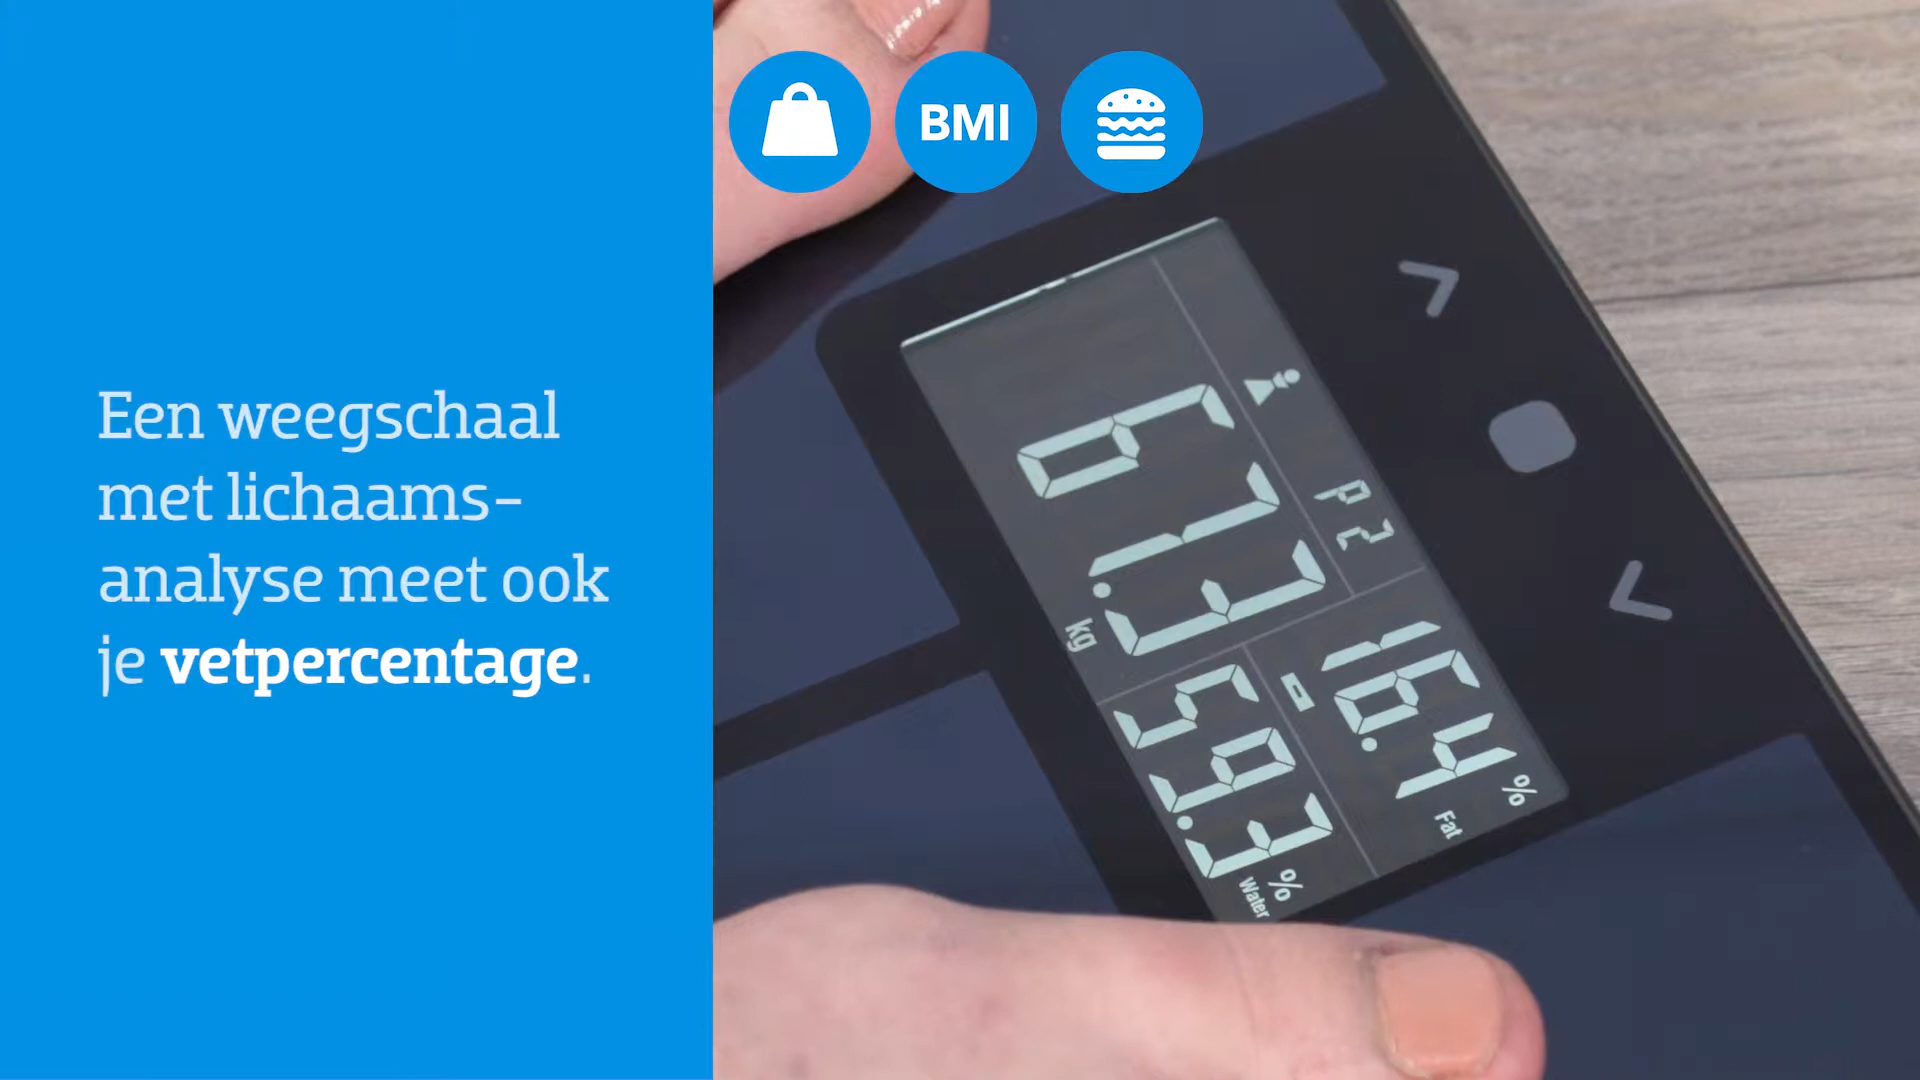 BMI
Een weegschaal
met lichaams-
analyse meet ook
je vetpercentage.
P2
67.3 kg
16.4 % Fat
59.3 % Water